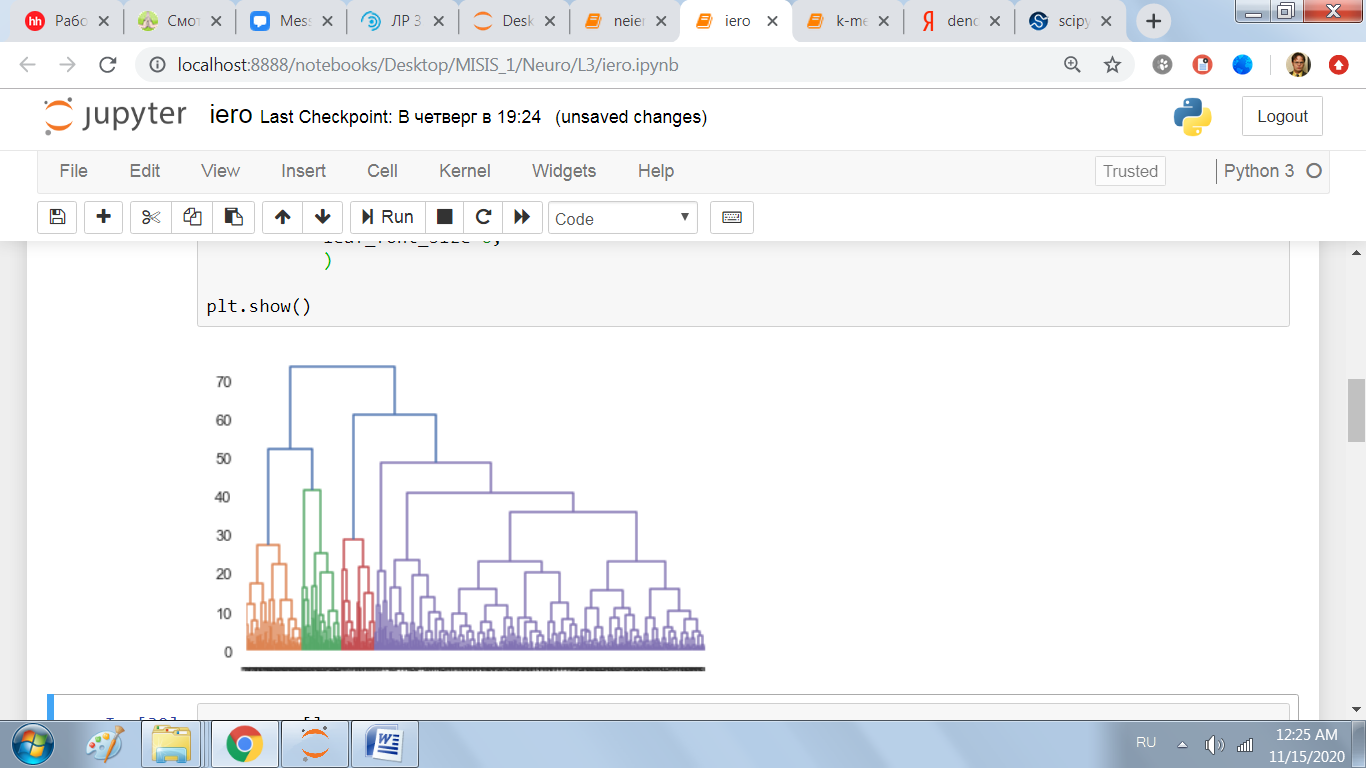 Рабо Смот Mess ЛР 3 Desk neier iero k-me dend scipy
localhost:8888/notebooks/Desktop/MISIS_1/Neuro/L3/iero.ipynb
jupyter iero Last Checkpoint: В четверг в 19:24 (unsaved changes) Logout
File Edit View Insert Cell Kernel Widgets Help Trusted Python 3
Run Code
)
plt.show()
70
60
50
40
30
20
10
0
RU 12:25 AM
11/15/2020